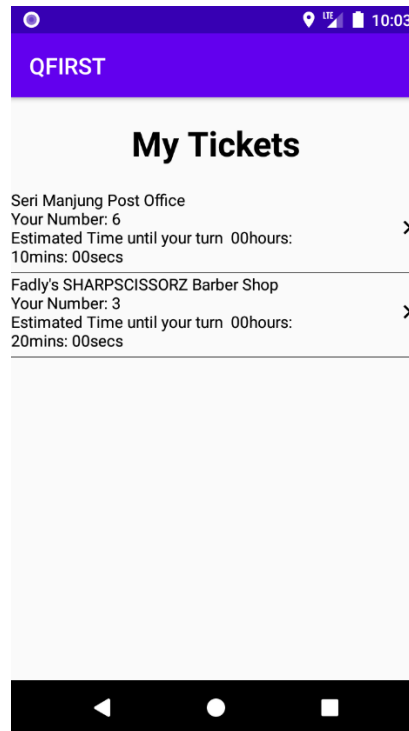 LTE 10:03
QFIRST
My Tickets
Seri Manjung Post Office
Your Number: 6
Estimated Time until your turn 00hours:
10mins: 00secs
Fadly's SHARPSCISSORZ Barber Shop
Your Number: 3
Estimated Time until your turn 00hours:
20mins: 00secs